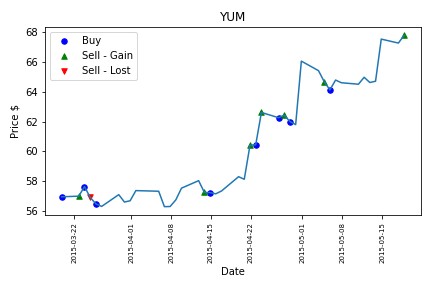 YUM
Buy
Sell - Gain
Sell - Lost
Price $
68
66
64
62
60
58
56
2015-03-22
2015-04-01
2015-04-08
2015-04-15
2015-04-22
2015-05-01
2015-05-08
2015-05-15
Date